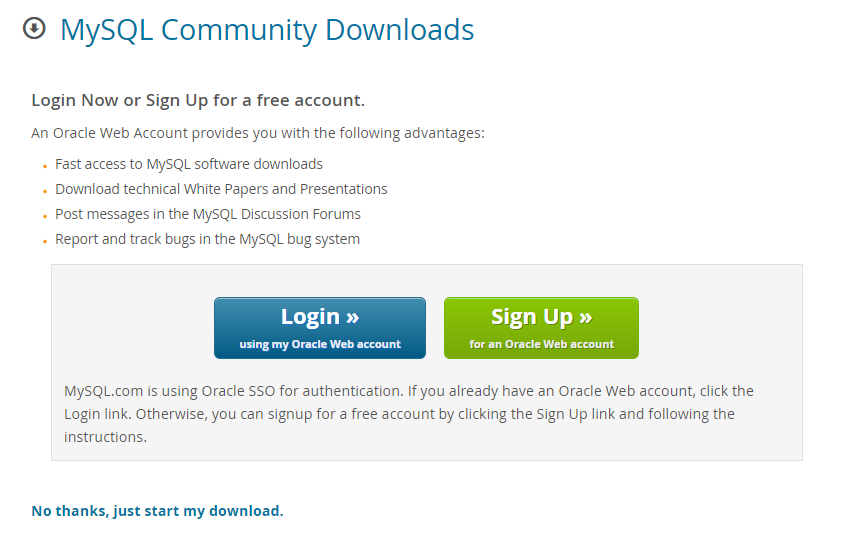 MySQL Community Downloads
Login Now or Sign Up for a free account.
An Oracle Web Account provides you with the following advantages:
Fast access to MySQL software downloads
Download technical White Papers and Presentations
Post messages in the MySQL Discussion Forums
Report and track bugs in the MySQL bug system
Login »
using my Oracle Web account
Sign Up »
for an Oracle Web account
MySQL.com is using Oracle SSO for authentication. If you already have an Oracle Web account, click the
Login link. Otherwise, you can signup for a free account by clicking the Sign Up link and following the
instructions.
No thanks, just start my download.